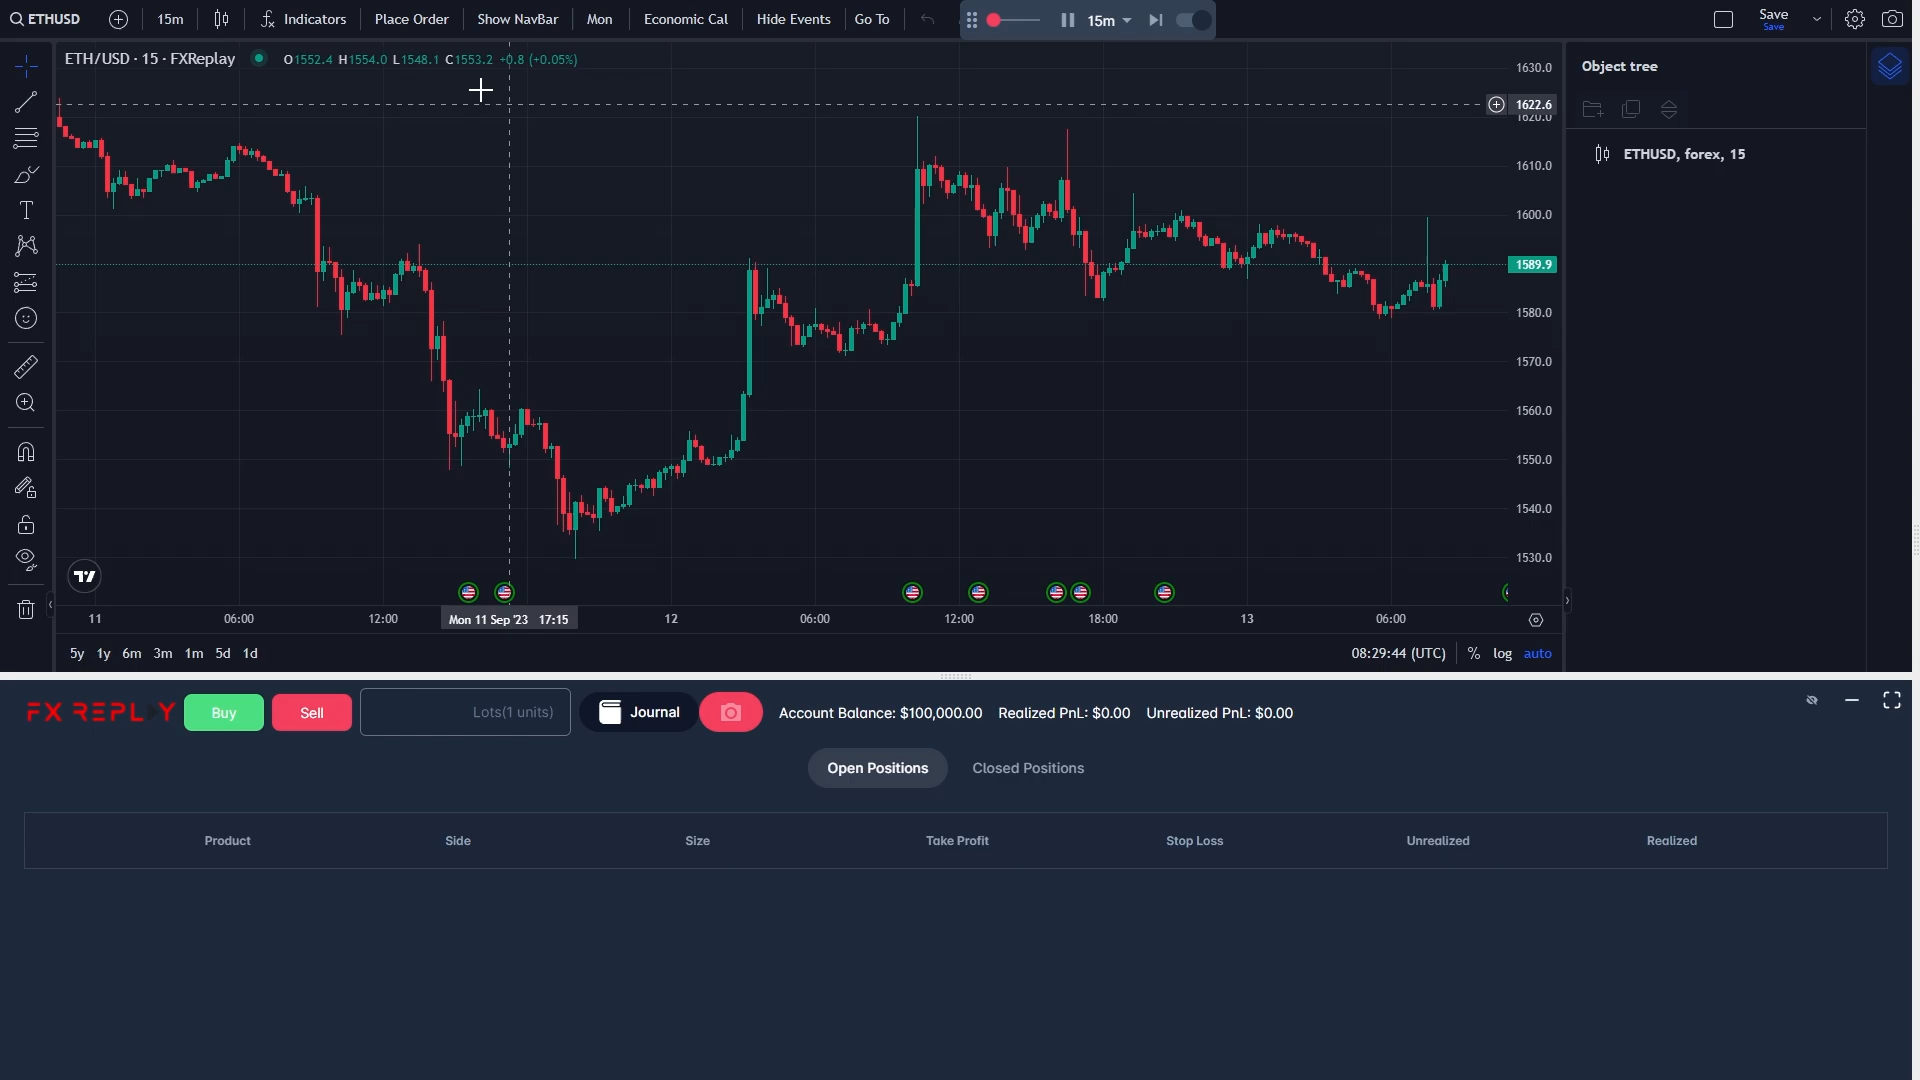 ETHUSD 15m Indicators Place Order Show NavBar Mon Economic Cal Hide Events Go To 15m Save
Save
ETH/USD · 15 · FXReplay O1552.4 H1554.0 L1548.1 C1553.2 +0.8 (+0.05%)
Object tree
ETHUSD, forex, 15
1630.0
1622.6
1620.0
1610.0
1600.0
1589.9
1580.0
1570.0
1560.0
1550.0
1540.0
1530.0
11 06:00 12:00 Mon 11 Sep '23 17:15 12 06:00 12:00 18:00 13 06:00
5y 1y 6m 3m 1m 5d 1d 08:29:44 (UTC) % log auto
FX REPLAY Buy Sell Lots(1 units) Journal Account Balance: $100,000.00 Realized PnL: $0.00 Unrealized PnL: $0.00
Open Positions Closed Positions
Product Side Size Take Profit Stop Loss Unrealized Realized